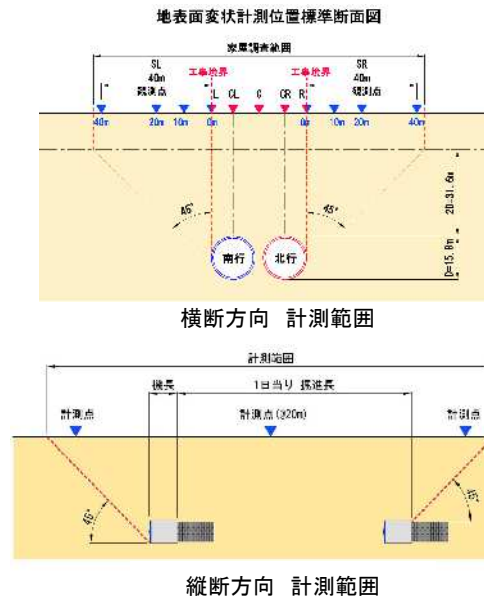 地表面変状計測位置標準断面図
家屋調査範囲
SL
40m
観測点
工事境界
工事境界
SR
40m
観測点
L CL C CR R
40m 20m 10m 0m 0m 10m 20m 40m
45°
45°
2D=31.6m
D=15.8m
南行
北行
横断方向 計測範囲
計測範囲
機長
1日当り 掘進長
計測点
計測点(@20m)
計測点
45°
45°
縦断方向 計測範囲